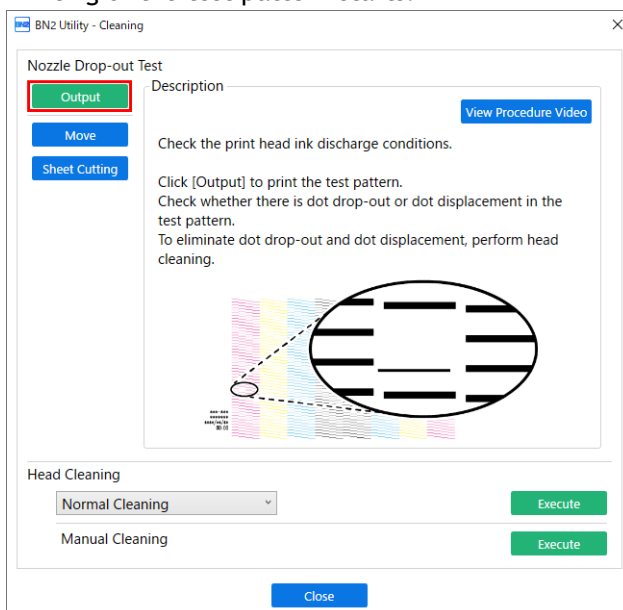 BN2 Utility - Cleaning
Nozzle Drop-out Test
Output
Description
View Procedure Video
Move
Check the print head ink discharge conditions.
Sheet Cutting
Click [Output] to print the test pattern.
Check whether there is dot drop-out or dot displacement in the
test pattern.
To eliminate dot drop-out and dot displacement, perform head
cleaning.
Head Cleaning
Normal Cleaning
Execute
Manual Cleaning
Execute
Close